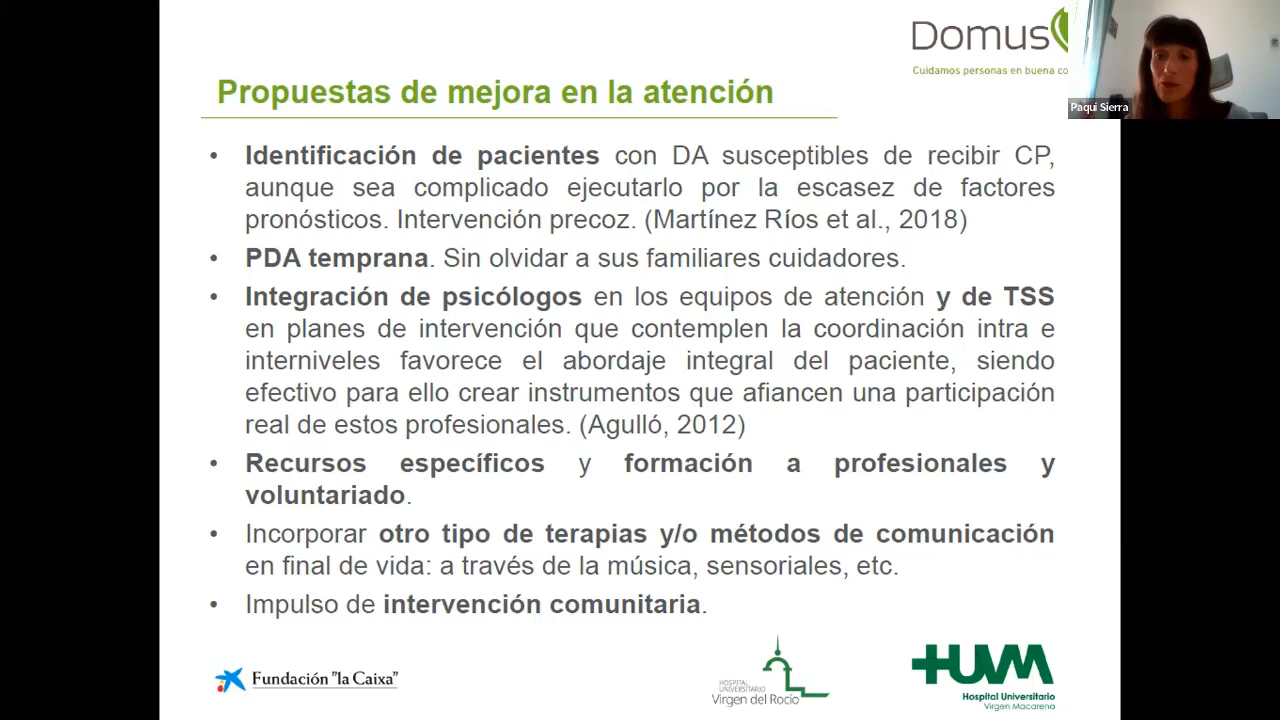 Domus
Cuidamos personas en buena co
Paqui Sierra
Propuestas de mejora en la atención
• Identificación de pacientes con DA susceptibles de recibir CP,
aunque sea complicado ejecutarlo por la escasez de factores
pronósticos. Intervención precoz. (Martínez Ríos et al., 2018)
• PDA temprana. Sin olvidar a sus familiares cuidadores.
• Integración de psicólogos en los equipos de atención y de TSS
en planes de intervención que contemplen la coordinación intra e
interniveles favorece el abordaje integral del paciente, siendo
efectivo para ello crear instrumentos que afiancen una participación
real de estos profesionales. (Agulló, 2012)
• Recursos específicos y formación a profesionales y
voluntariado.
• Incorporar otro tipo de terapias y/o métodos de comunicación
en final de vida: a través de la música, sensoriales, etc.
• Impulso de intervención comunitaria.
Fundación "la Caixa"
HOSPITAL
UNIVERSITARIO
Virgen del Rocío
HUVM
Hospital Universitario
Virgen Macarena